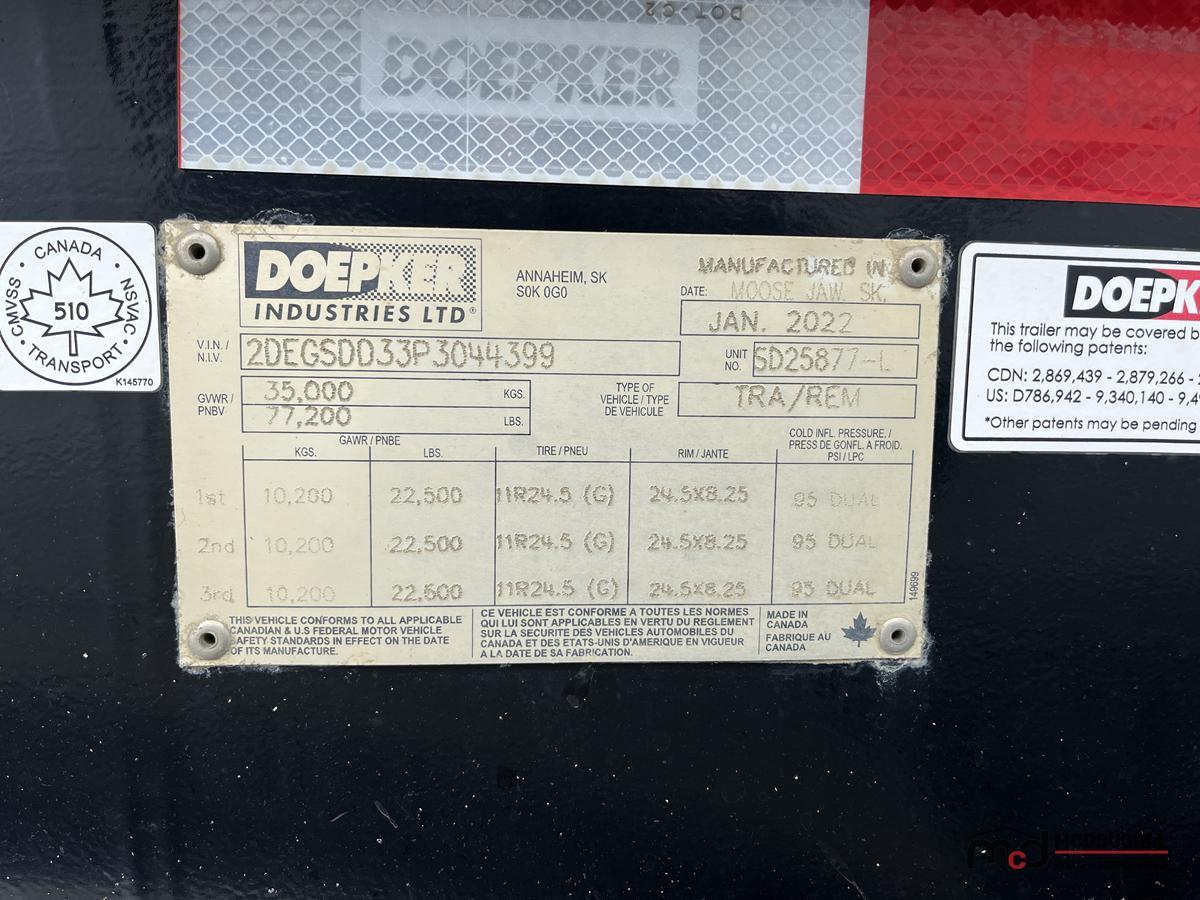 DOT-C2
DOEPKER
DOEPKER
INDUSTRIES LTD®
ANNAHEIM, SK
S0K 0G0
MANUFACTURED IN
DATE: MOOSE JAW, SK,
JAN. 2022
V.I.N. /
N.I.V.
2DEGSDD33P3044399
UNIT
NO.
SD25877-L
GVWR /
PNBV
35,000 KGS.
77,200 LBS.
TYPE OF
VEHICLE / TYPE
DE VEHICULE
TRA/REM
GAWR / PNBE
KGS. LBS. TIRE / PNEU RIM / JANTE
COLD INFL. PRESSURE, /
PRESS DE GONFL. A FROID.
PSI / LPC
1st 10,200 22,500 11R24.5 (G) 24.5X8.25 95 DUAL
2nd 10,200 22,500 11R24.5 (G) 24.5X8.25 95 DUAL
3rd 10,200 22,500 11R24.5 (G) 24.5X8.25 95 DUAL
149699
THIS VEHICLE CONFORMS TO ALL APPLICABLE
CANADIAN & U.S FEDERAL MOTOR VEHICLE
SAFETY STANDARDS IN EFFECT ON THE DATE
OF ITS MANUFACTURE.
CE VEHICLE EST CONFORME A TOUTES LES NORMES
QUI LUI SONT APPLICABLES EN VERTU DU REGLEMENT
SUR LA SECURITE DES VEHICLES AUTOMOBILES DU
CANADA ET DES ETATS-UNIS D'AMERIQUE EN VIGUEUR
A LA DATE DE SA FABRICATION.
MADE IN
CANADA
FABRIQUE AU
CANADA
CANADA
CMVSS
NSVAC
510
TRANSPORT
K145770
DOEPK
This trailer may be covered b
the following patents:
CDN: 2,869,439 - 2,879,266 -
US: D786,942 - 9,340,140 - 9,4
*Other patents may be pending
mcd